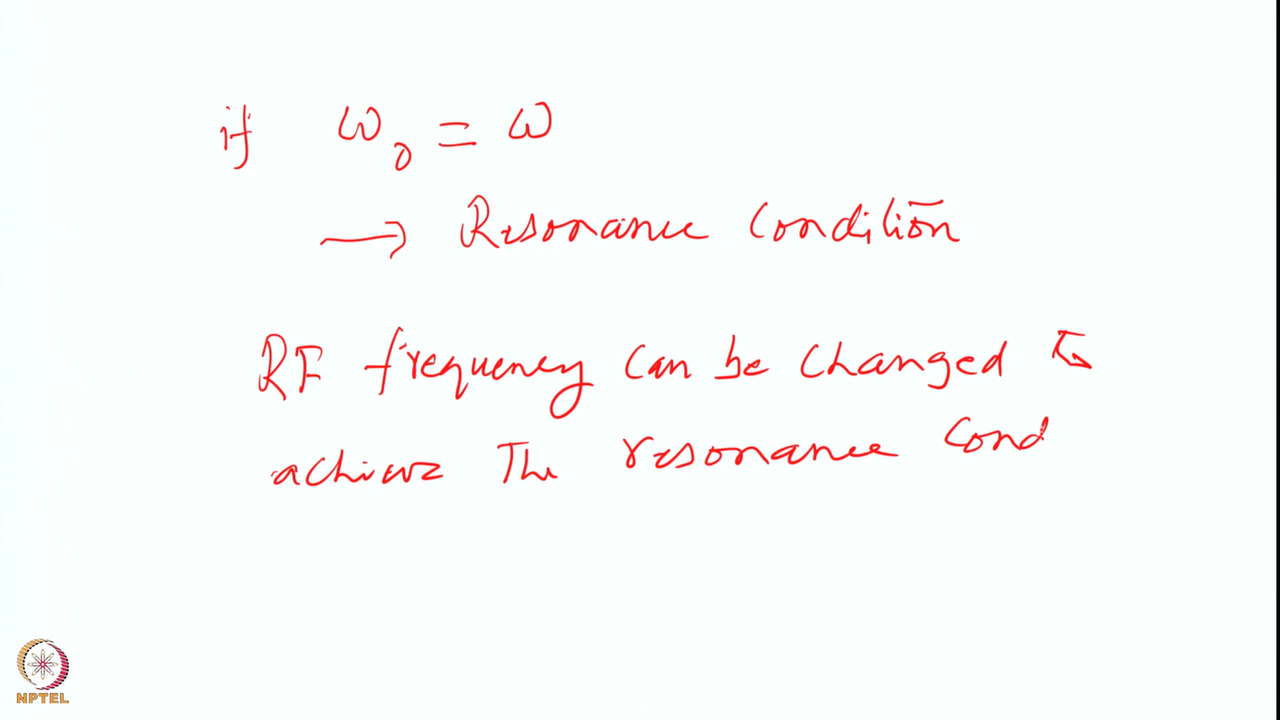 if ω₀ = ω
→ Resonance Condition
RF frequency can be changed to
achieve The resonance Cond
NPTEL